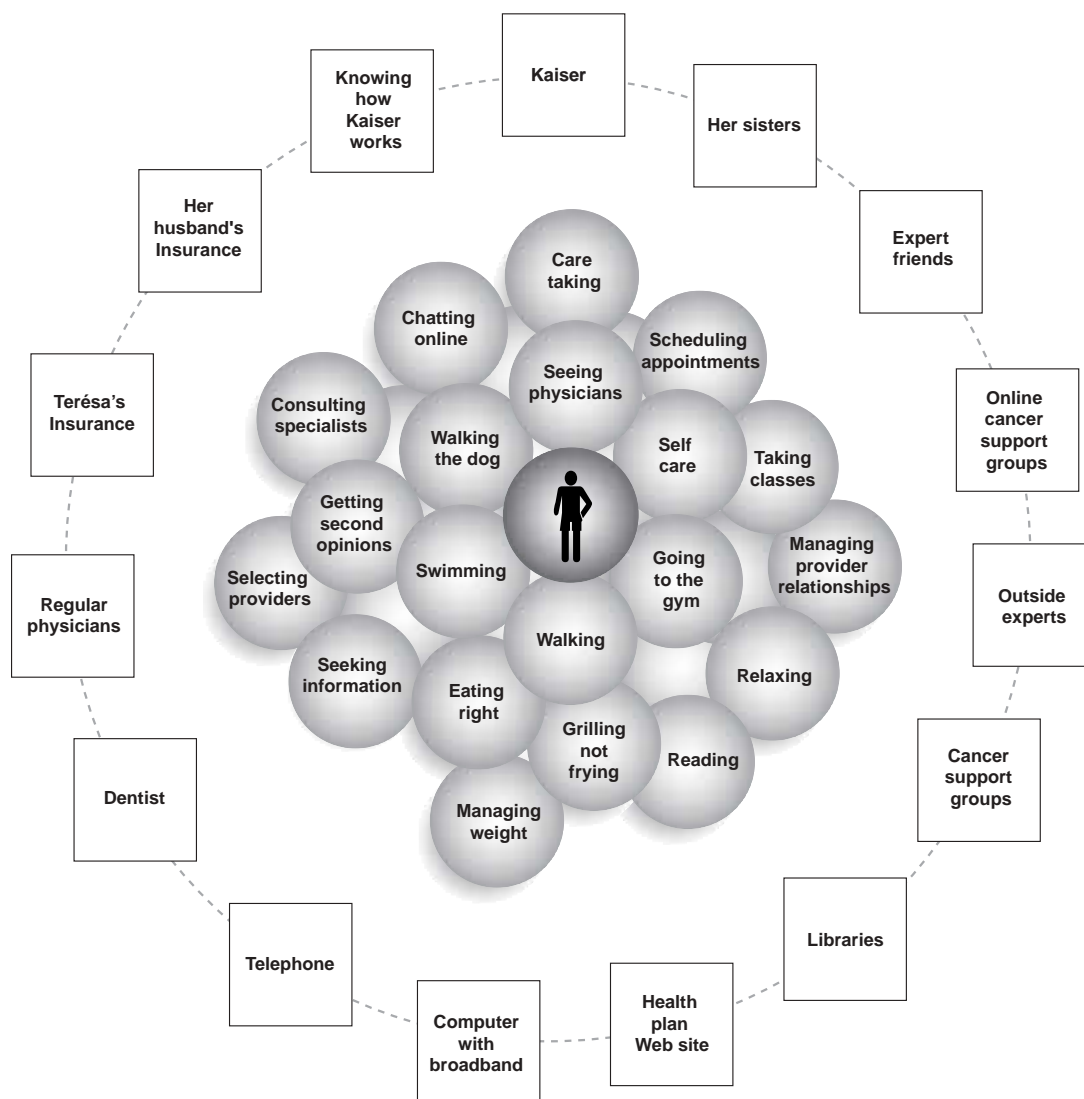 Kaiser
Knowing
how
Kaiser
works
Her sisters
Her
husband's
Insurance
Expert
friends
Care
taking
Chatting
online
Scheduling
appointments
Seeing
physicians
Terésa’s
Insurance
Consulting
specialists
Walking
the dog
Self
care
Taking
classes
Online
cancer
support
groups
Getting
second
opinions
Swimming
Going
to the
gym
Managing
provider
relationships
Selecting
providers
Regular
physicians
Outside
experts
Walking
Seeking
information
Eating
right
Relaxing
Grilling
not
frying
Reading
Cancer
support
groups
Dentist
Managing
weight
Libraries
Telephone
Computer
with
broadband
Health
plan
Web site